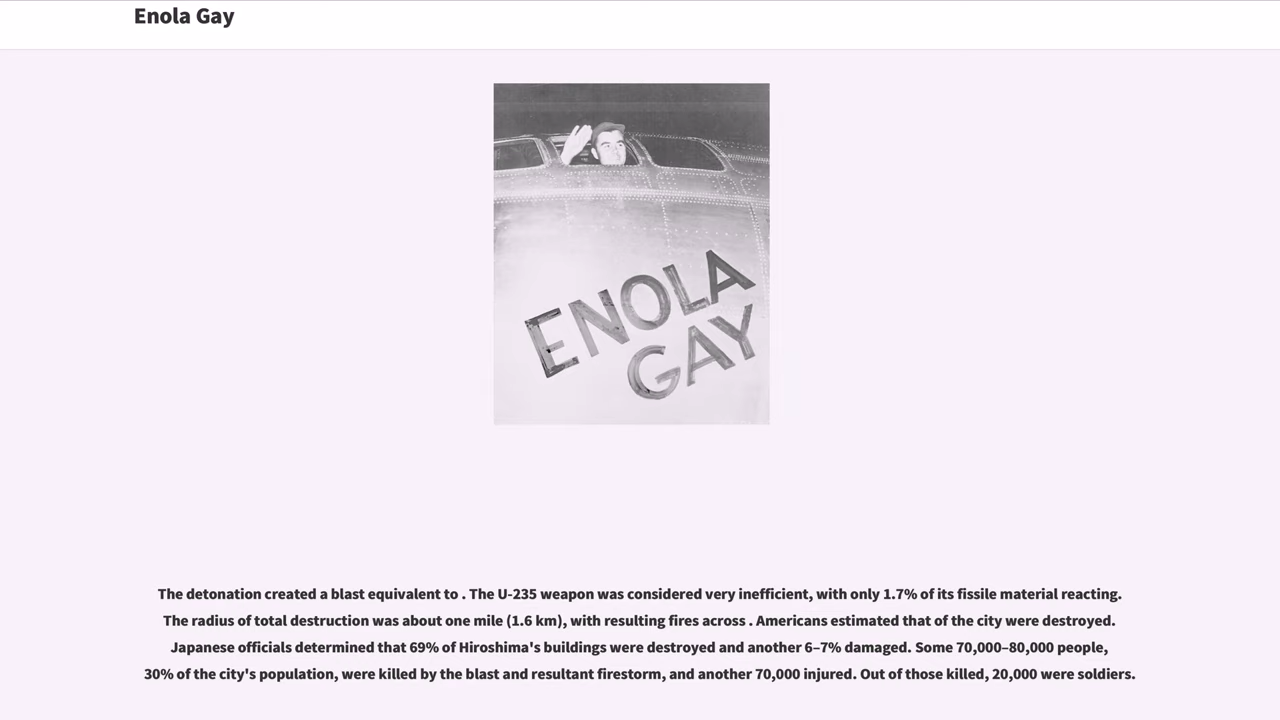 Enola Gay
ENOLA
GAY
The detonation created a blast equivalent to . The U-235 weapon was considered very inefficient, with only 1.7% of its fissile material reacting.
The radius of total destruction was about one mile (1.6 km), with resulting fires across . Americans estimated that of the city were destroyed.
Japanese officials determined that 69% of Hiroshima's buildings were destroyed and another 6–7% damaged. Some 70,000–80,000 people,
30% of the city's population, were killed by the blast and resultant firestorm, and another 70,000 injured. Out of those killed, 20,000 were soldiers.